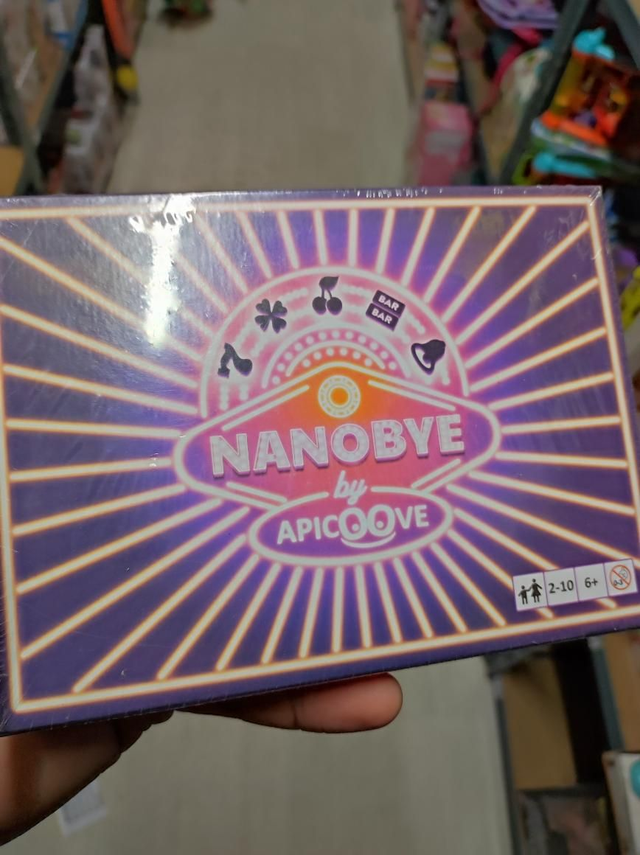 BAR
BAR
NANOBYE
by
APICOOVE
2-10 6+